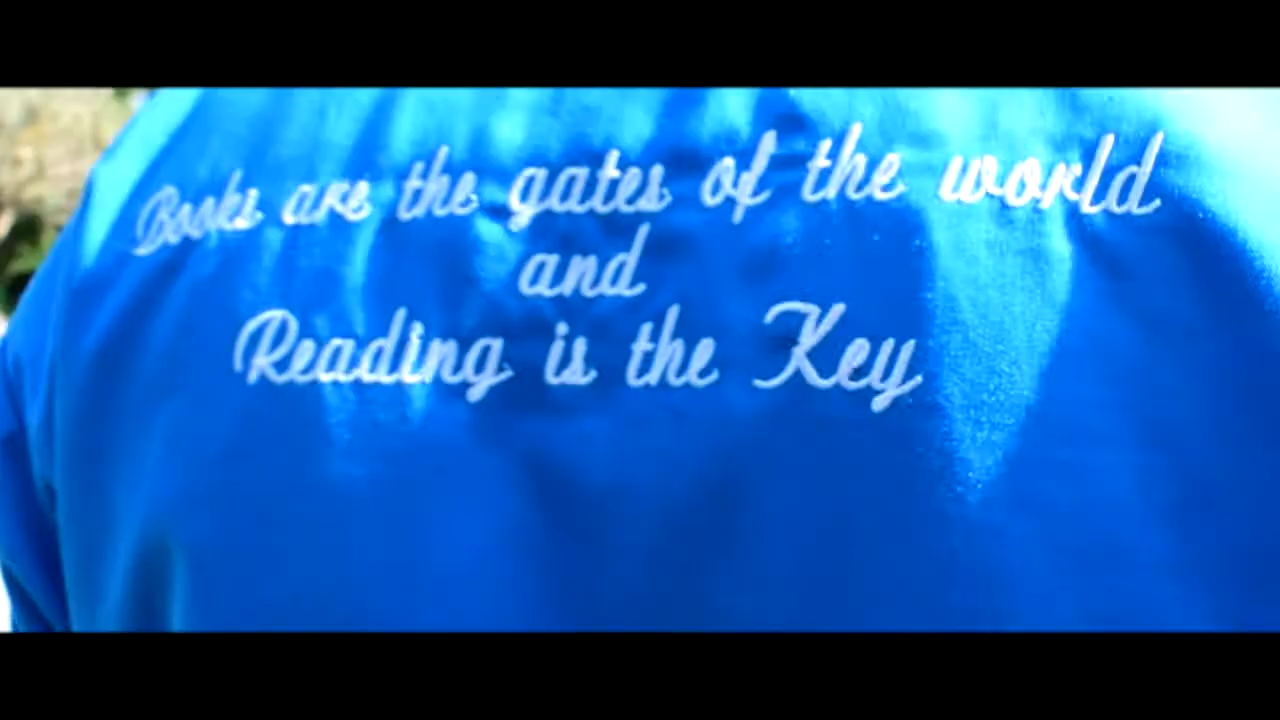 Books are the gates of the world
and
Reading is the Key